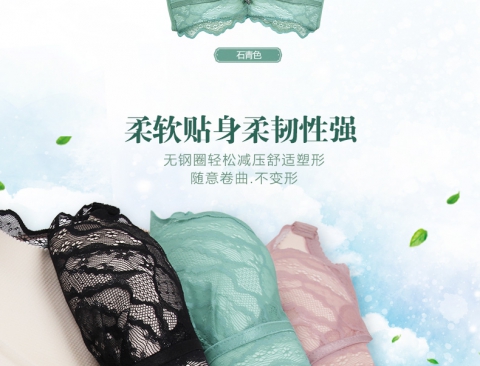 石青色
柔软贴身柔韧性强
无钢圈轻松减压舒适塑形
随意卷曲.不变形